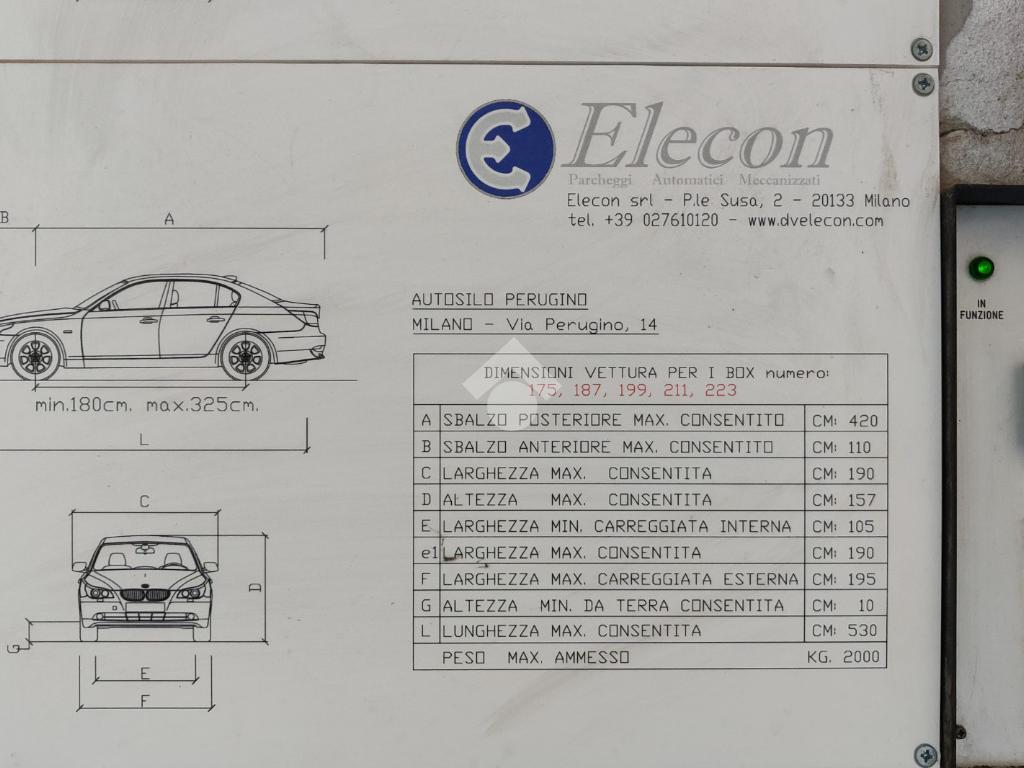 Elecon
Parcheggi Automatici Meccanizzati
Elecon srl - P.le Susa, 2 - 20133 Milano
tel. +39 027610120 - www.dvelecon.com
B A
min.180cm. max.325cm.
L
C
D
G
E
F
AUTOSILO PERUGINO
MILANO - Via Perugino, 14
DIMENSIONI VETTURA PER I BOX numero:
175, 187, 199, 211, 223
A SBALZO POSTERIORE MAX. CONSENTITO CM: 420
B SBALZO ANTERIORE MAX. CONSENTITO CM: 110
C LARGHEZZA MAX. CONSENTITA CM: 190
D ALTEZZA MAX. CONSENTITA CM: 157
E LARGHEZZA MIN. CARREGGIATA INTERNA CM: 105
e1 LARGHEZZA MAX. CONSENTITA CM: 190
F LARGHEZZA MAX. CARREGGIATA ESTERNA CM: 195
G ALTEZZA MIN. DA TERRA CONSENTITA CM: 10
L LUNGHEZZA MAX. CONSENTITA CM: 530
PESO MAX. AMMESSO KG. 2000
IN
FUNZIONE